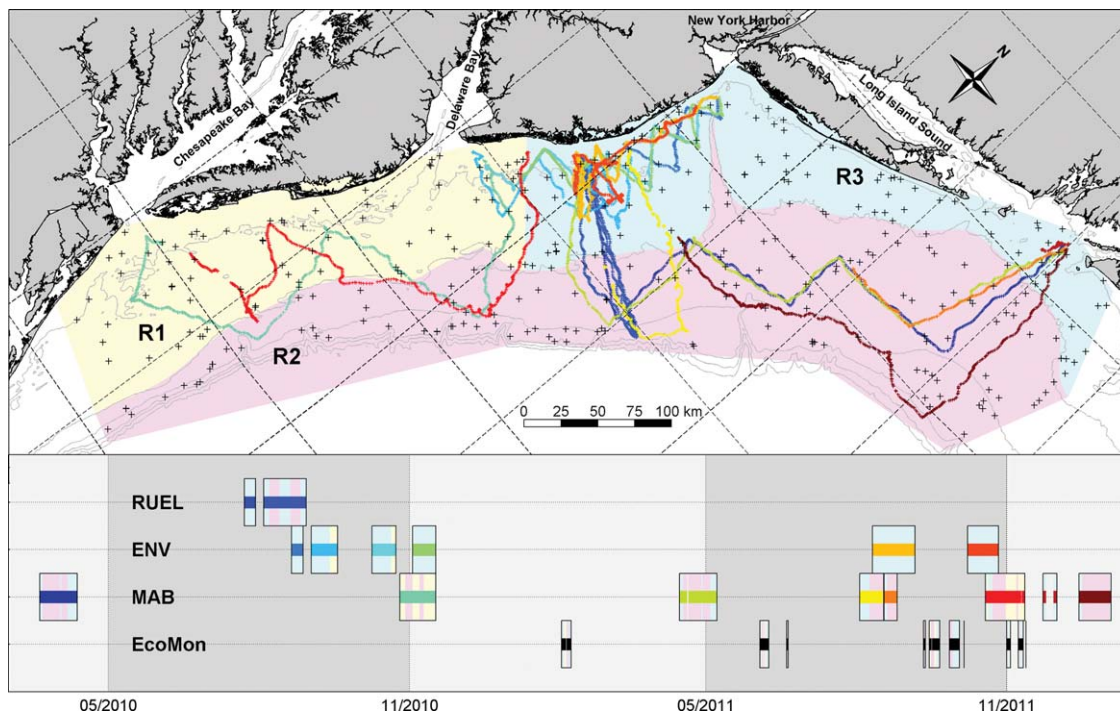 New York Harbor
N
Long Island Sound
Deleware Bay
Chesapeake Bay
R3
R1
R2
0 25 50 75 100 km
RUEL
ENV
MAB
EcoMon
05/2010 11/2010 05/2011 11/2011